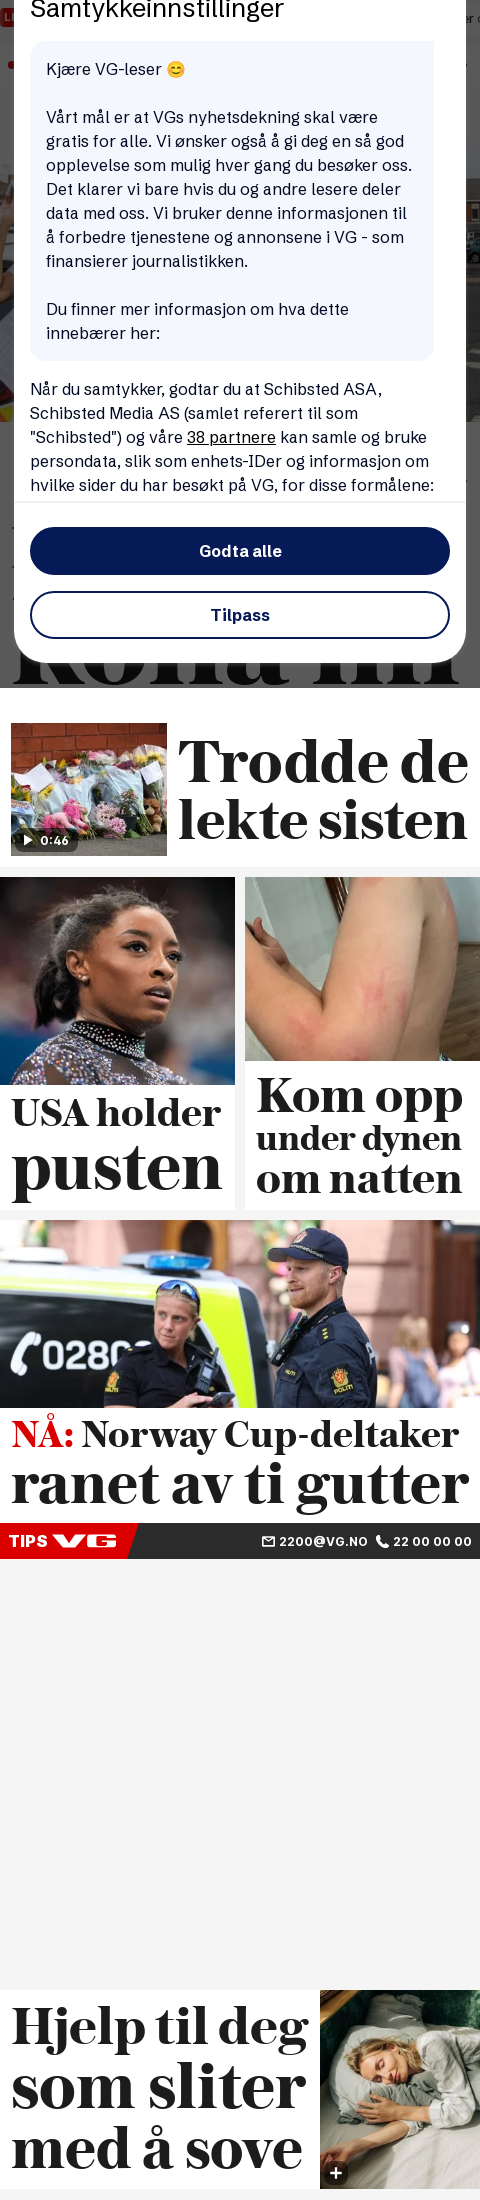 Samtykkeinnstillinger
Kjære VG-leser 😊
Vårt mål er at VGs nyhetsdekning skal være
gratis for alle. Vi ønsker også å gi deg en så god
opplevelse som mulig hver gang du besøker oss.
Det klarer vi bare hvis du og andre lesere deler
data med oss. Vi bruker denne informasjonen til
å forbedre tjenestene og annonsene i VG - som
finansierer journalistikken.
Du finner mer informasjon om hva dette
innebærer her:
Når du samtykker, godtar du at Schibsted ASA,
Schibsted Media AS (samlet referert til som
"Schibsted") og våre 38 partnere kan samle og bruke
persondata, slik som enhets-IDer og informasjon om
hvilke sider du har besøkt på VG, for disse formålene:
Godta alle
Tilpass
0:46
Trodde de
lekte sisten
USA holder
pusten
Kom opp
under dynen
om natten
POLITI
POLITI
NÅ: Norway Cup-deltaker
ranet av ti gutter
TIPS VG
2200@VG.NO 22 00 00 00
Hjelp til deg
som sliter
med å sove